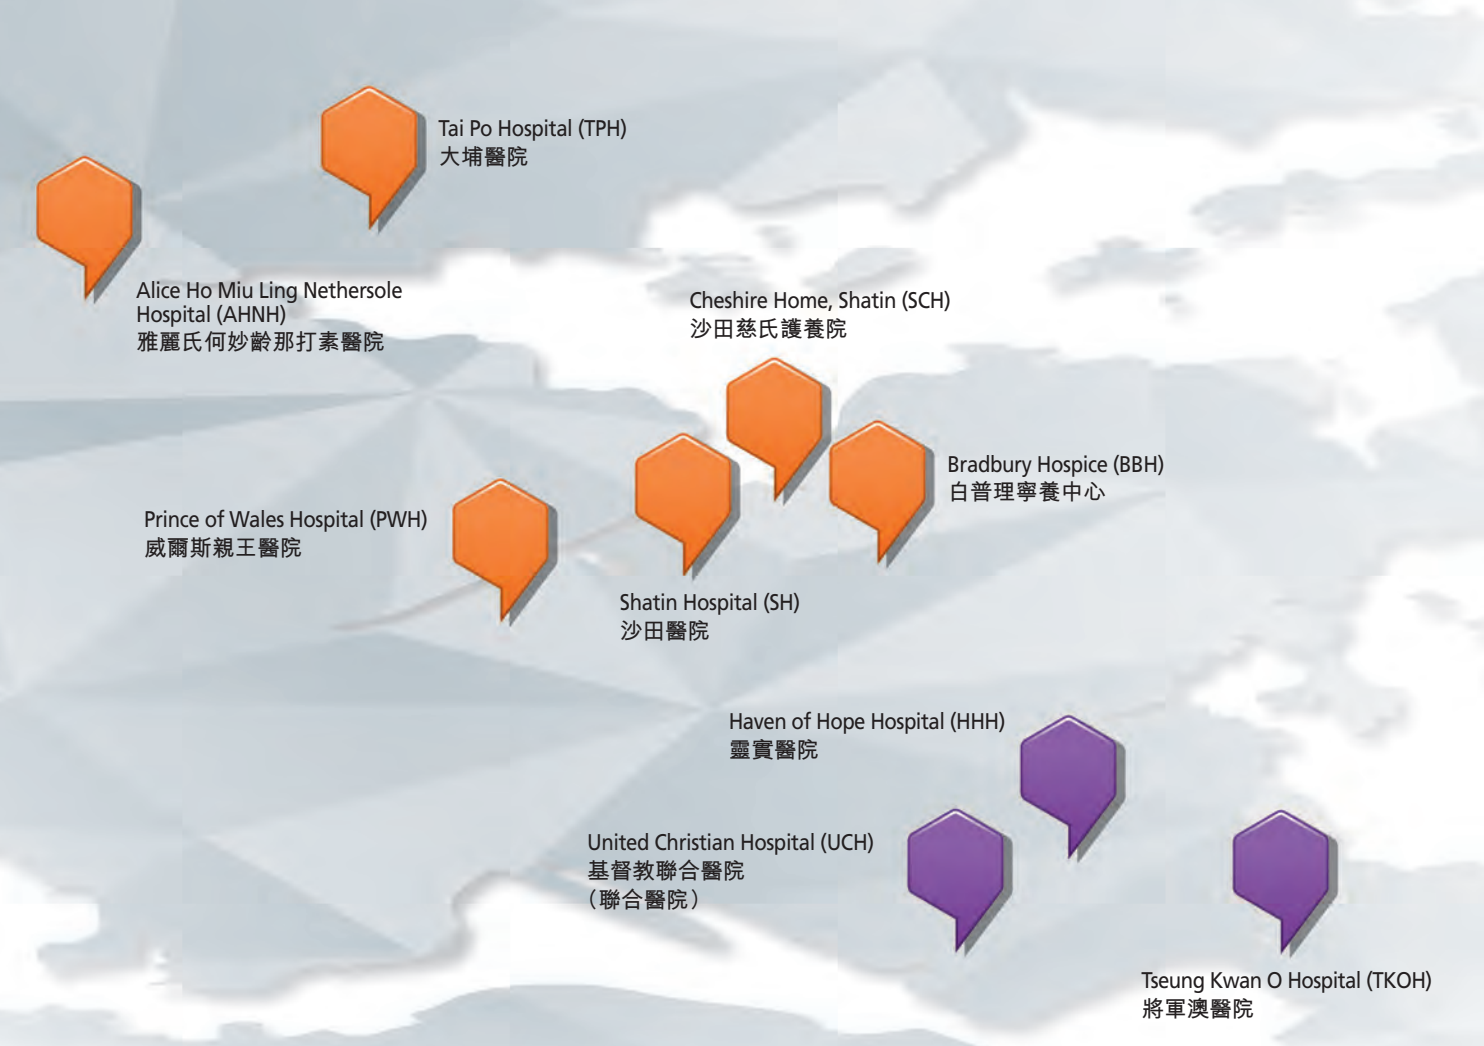 Tai Po Hospital (TPH)
大埔醫院
Alice Ho Miu Ling Nethersole
Hospital (AHNH)
雅麗氏何妙齡那打素醫院
Cheshire Home, Shatin (SCH)
沙田慈氏護養院
Bradbury Hospice (BBH)
白普理寧養中心
Prince of Wales Hospital (PWH)
威爾斯親王醫院
Shatin Hospital (SH)
沙田醫院
Haven of Hope Hospital (HHH)
靈實醫院
United Christian Hospital (UCH)
基督教聯合醫院
（聯合醫院）
Tseung Kwan O Hospital (TKOH)
將軍澳醫院